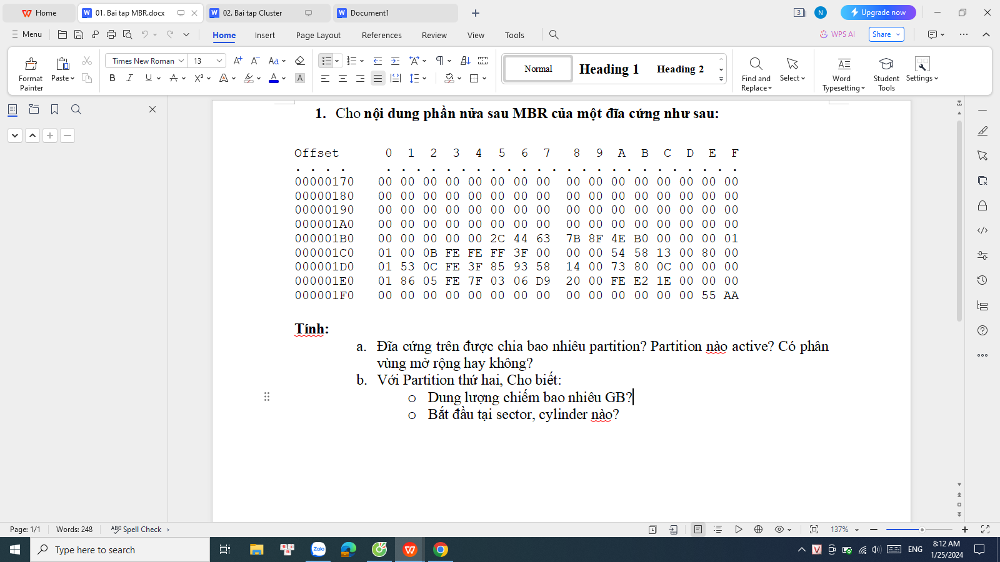 Home
01. Bai tap MBR.docx
02. Bai tap Cluster
Document1
3
N
Upgrade now
Menu
Home
Insert
Page Layout
References
Review
View
Tools
WPS AI
Share
Format Painter
Paste
Times New Roman
13
Normal
Heading 1
Heading 2
Find and Replace
Select
Word Typesetting
Student Tools
Settings
1. Cho nội dung phần nửa sau MBR của một đĩa cứng như sau:
Offset 0 1 2 3 4 5 6 7 8 9 A B C D E F
. . . . . . . . . . . . . . . . . . . . . . . . . . . .
00000170 00 00 00 00 00 00 00 00 00 00 00 00 00 00 00 00
00000180 00 00 00 00 00 00 00 00 00 00 00 00 00 00 00 00
00000190 00 00 00 00 00 00 00 00 00 00 00 00 00 00 00 00
000001A0 00 00 00 00 00 00 00 00 00 00 00 00 00 00 00 00
000001B0 00 00 00 00 00 2C 44 63 7B 8F 4E B0 00 00 00 01
000001C0 01 00 0B FE FE FF 3F 00 00 00 54 58 13 00 80 00
000001D0 01 53 0C FE 3F 85 93 58 14 00 73 80 0C 00 00 00
000001E0 01 86 05 FE 7F 03 06 D9 20 00 FE E2 1E 00 00 00
000001F0 00 00 00 00 00 00 00 00 00 00 00 00 00 00 55 AA
Tính:
a. Đĩa cứng trên được chia bao nhiêu partition? Partition nào active? Có phân
vùng mở rộng hay không?
b. Với Partition thứ hai, Cho biết:
o Dung lượng chiếm bao nhiêu GB?
o Bắt đầu tại sector, cylinder nào?
Page: 1/1
Words: 248
Spell Check
137%
Type here to search
Zalo
ENG
8:12 AM
1/25/2024